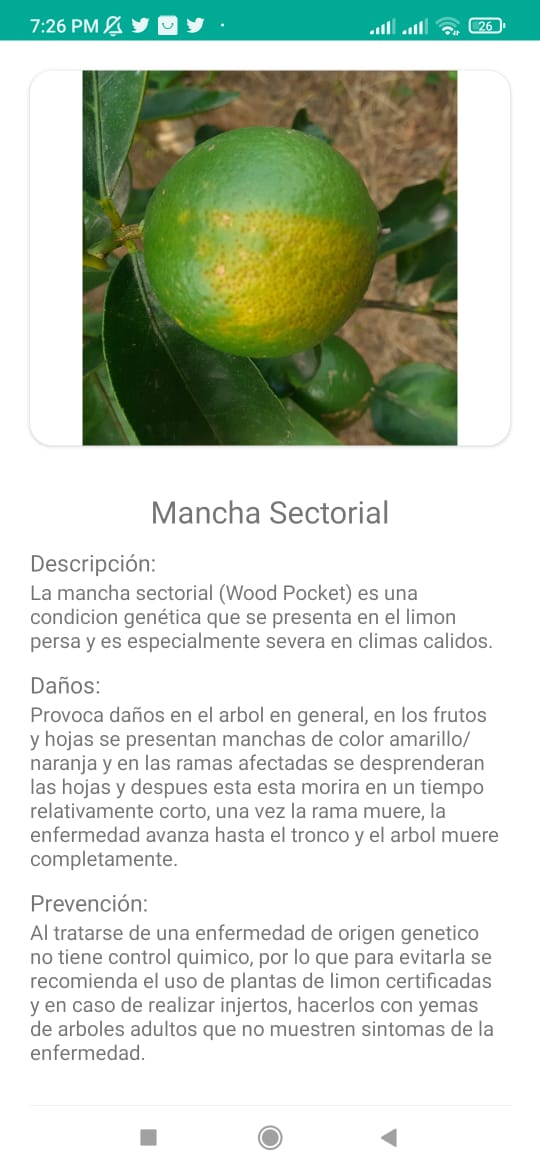 7:26 PM
26
Mancha Sectorial
Descripción:
La mancha sectorial (Wood Pocket) es una
condicion genética que se presenta en el limon
persa y es especialmente severa en climas calidos.
Daños:
Provoca daños en el arbol en general, en los frutos
y hojas se presentan manchas de color amarillo/
naranja y en las ramas afectadas se desprenderan
las hojas y despues esta esta morira en un tiempo
relativamente corto, una vez la rama muere, la
enfermedad avanza hasta el tronco y el arbol muere
completamente.
Prevención:
Al tratarse de una enfermedad de origen genetico
no tiene control quimico, por lo que para evitarla se
recomienda el uso de plantas de limon certificadas
y en caso de realizar injertos, hacerlos con yemas
de arboles adultos que no muestren sintomas de la
enfermedad.